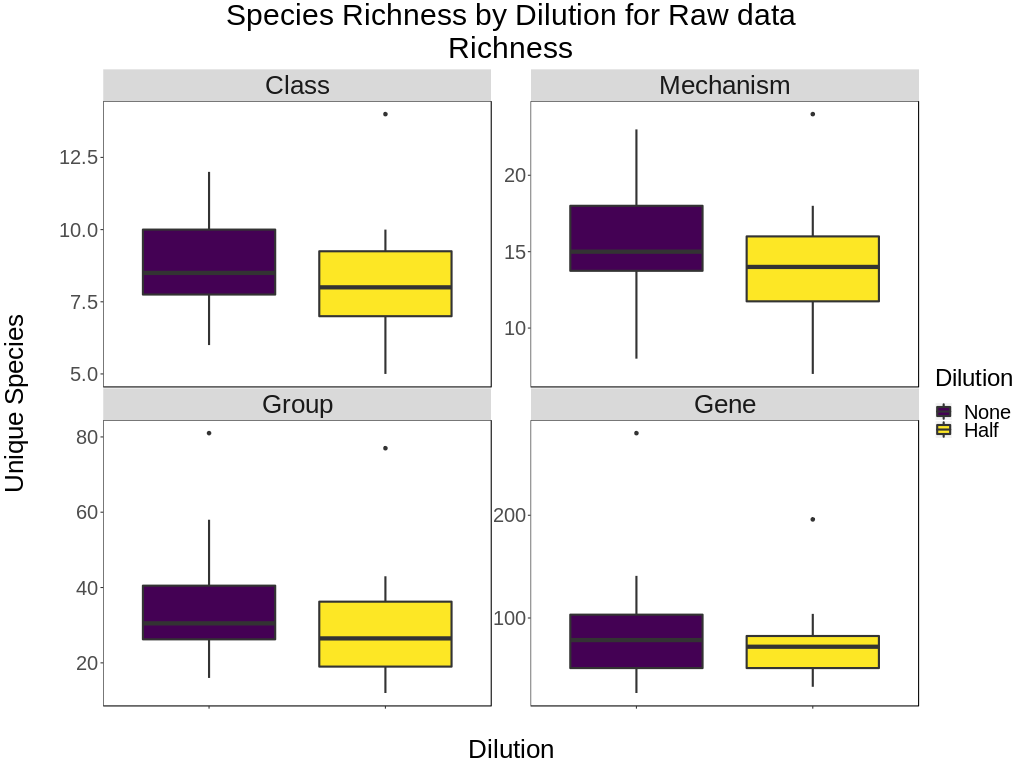 Species Richness by Dilution for Raw data
Richness
Class
Mechanism
12.5
10.0
7.5
5.0
20
15
10
Group
Gene
80
60
40
20
200
100
Unique Species
Dilution
Dilution
None
Half